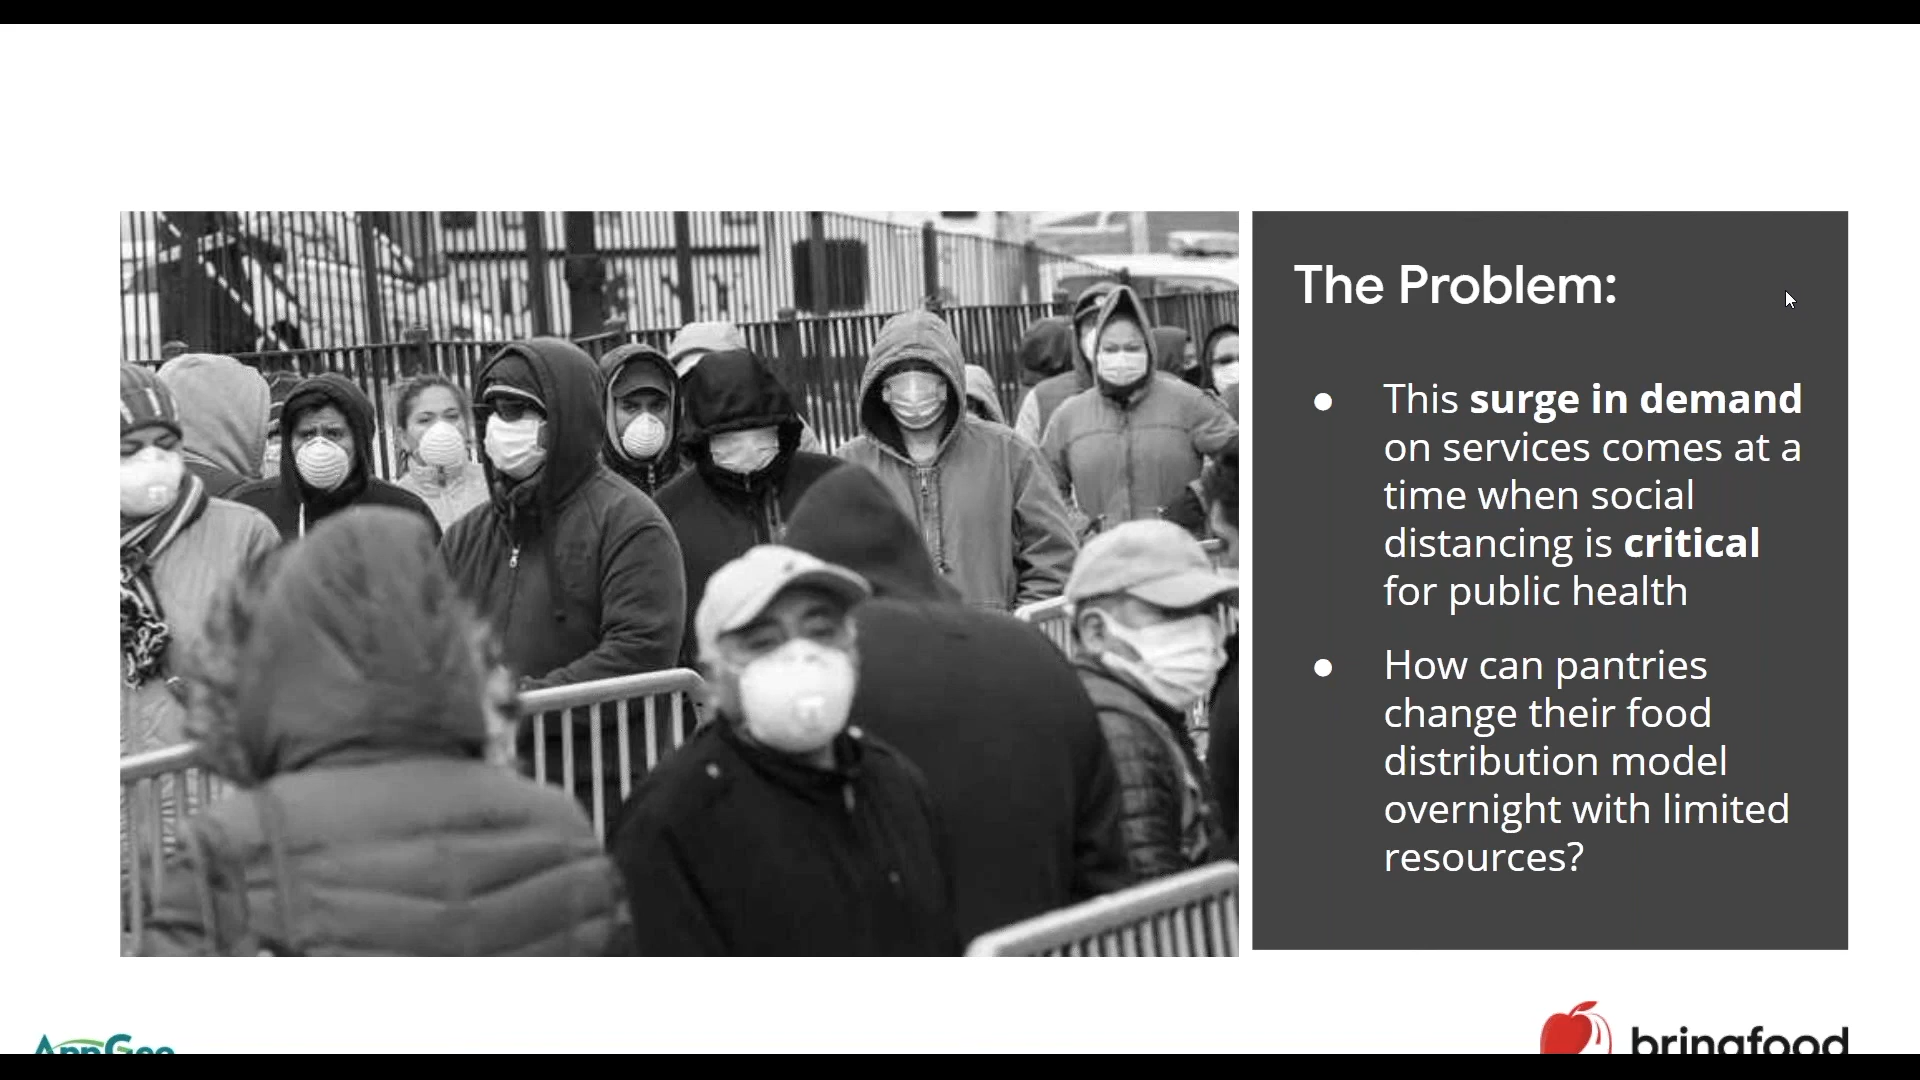 The Problem:
● This surge in demand
on services comes at a
time when social
distancing is critical
for public health
● How can pantries
change their food
distribution model
overnight with limited
resources?
AppGeo
bringfood